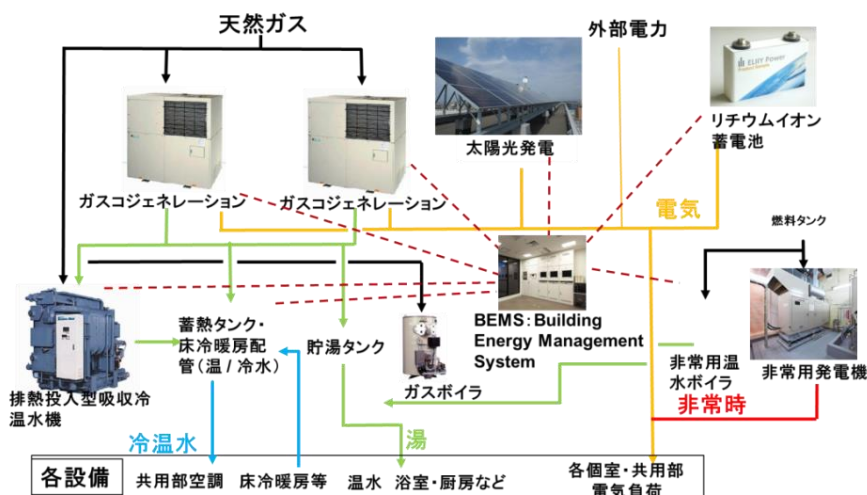 天然ガス
外部電力
ELIIY Power
リチウムイオン
蓄電池
太陽光発電
ガスコジェネレーション
ガスコジェネレーション
電気
燃料タンク
BEMS:Building
Energy Management
System
蓄熱タンク・
床冷暖房配
管(温/冷水)
貯湯タンク
ガスボイラ
非常用温
水ボイラ
非常用発電機
排熱投入型吸収冷
温水機
非常時
冷温水
湯
各設備
共用部空調
床冷暖房等
温水
浴室・厨房など
各個室・共用部
電気負荷